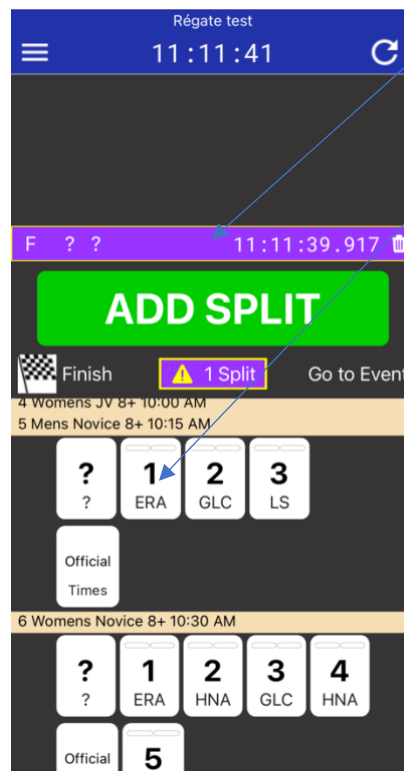 Régate test
11:11:41
F ? ? 11:11:39.917
ADD SPLIT
Finish 1 Split Go to Event
4 Womens JV 8+ 10:00 AM
5 Mens Novice 8+ 10:15 AM
? 1 2 3
? ERA GLC LS
Official
Times
6 Womens Novice 8+ 10:30 AM
? 1 2 3 4
? ERA HNA GLC HNA
Official 5